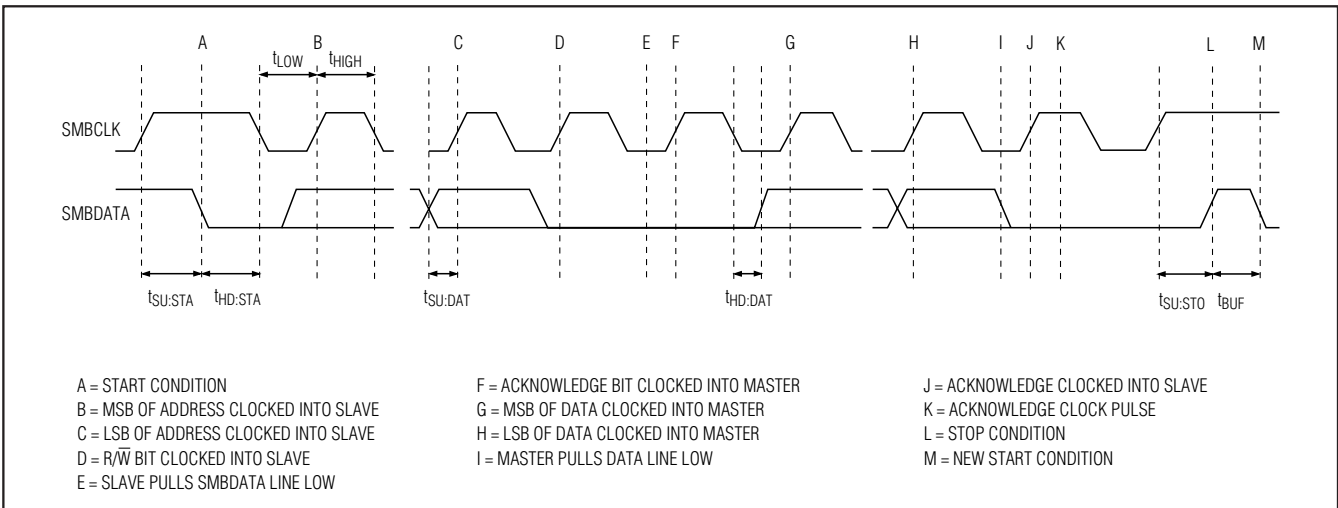 A B C D E F G H I J K L M
tLOW tHIGH
SMBCLK
SMBDATA
tSU:STA tHD:STA tSU:DAT tHD:DAT tSU:STO tBUF
A = START CONDITION
B = MSB OF ADDRESS CLOCKED INTO SLAVE
C = LSB OF ADDRESS CLOCKED INTO SLAVE
D = R/W̅ BIT CLOCKED INTO SLAVE
E = SLAVE PULLS SMBDATA LINE LOW
F = ACKNOWLEDGE BIT CLOCKED INTO MASTER
G = MSB OF DATA CLOCKED INTO MASTER
H = LSB OF DATA CLOCKED INTO MASTER
I = MASTER PULLS DATA LINE LOW
J = ACKNOWLEDGE CLOCKED INTO SLAVE
K = ACKNOWLEDGE CLOCK PULSE
L = STOP CONDITION
M = NEW START CONDITION